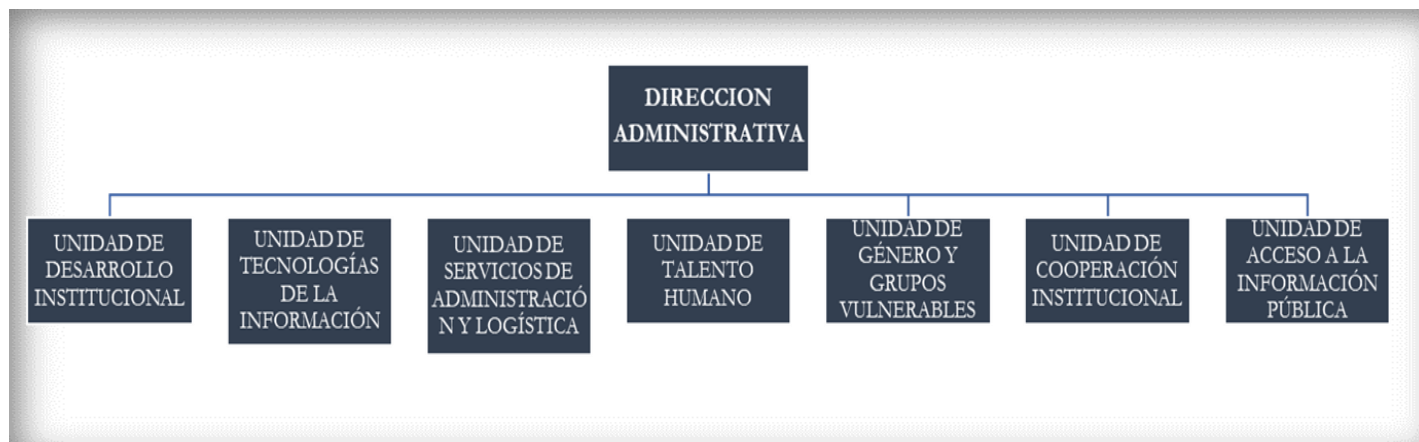 DIRECCION
ADMINISTRATIVA
UNIDAD DE
DESARROLLO
INSTITUCIONAL
UNIDAD DE
TECNOLOGÍAS
DE LA
INFORMACIÓN
UNIDAD DE
SERVICIOS DE
ADMINISTRACIÓ
N Y LOGÍSTICA
UNIDAD DE
TALENTO
HUMANO
UNIDAD DE
GÉNERO Y
GRUPOS
VULNERABLES
UNIDAD DE
COOPERACIÓN
INSTITUCIONAL
UNIDAD DE
ACCESO A LA
INFORMACIÓN
PÚBLICA